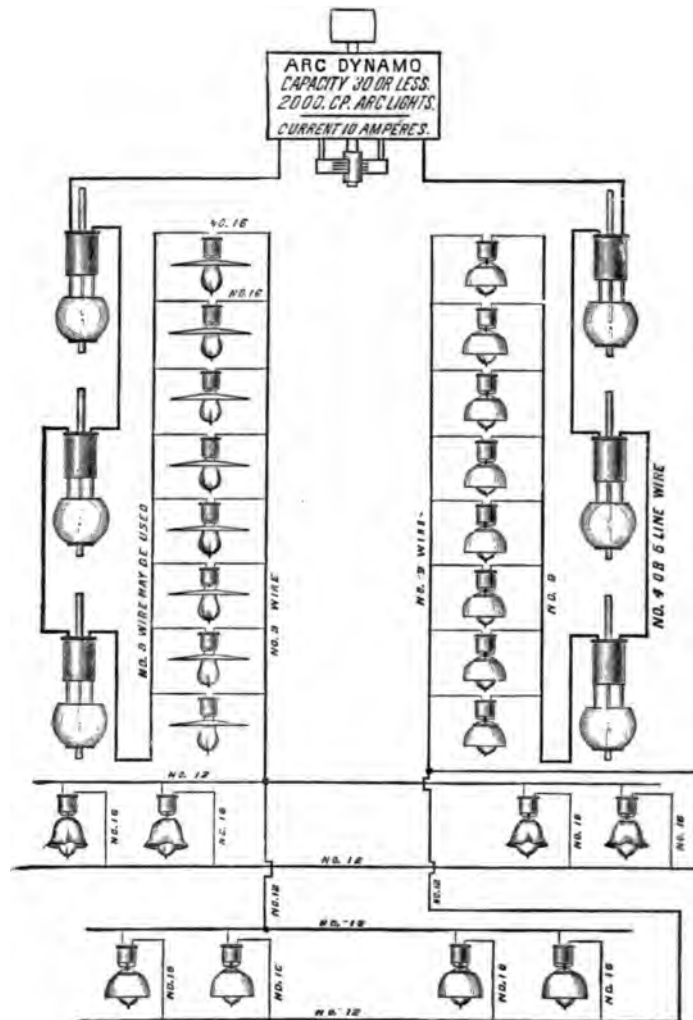 ARC DYNAMO
CAPACITY 30 OR LESS.
2000. CP. ARC LIGHTS.
CURRENT 10 AMPÉRES.
NO. 16
NO. 16
NO. 9 WIRE MAY BE USED
NO. 9 WIRE
NO. 9 WIRE
NO. 9
NO. 4 OR 5 LINE WIRE
NO. 12
NO. 16
NO. 16
NO. 16
NO. 16
NO. 12
NO. 12
NO. 12
NO. 12
NO. 16
NO. 16
NO. 16
NO. 16
NO. 12